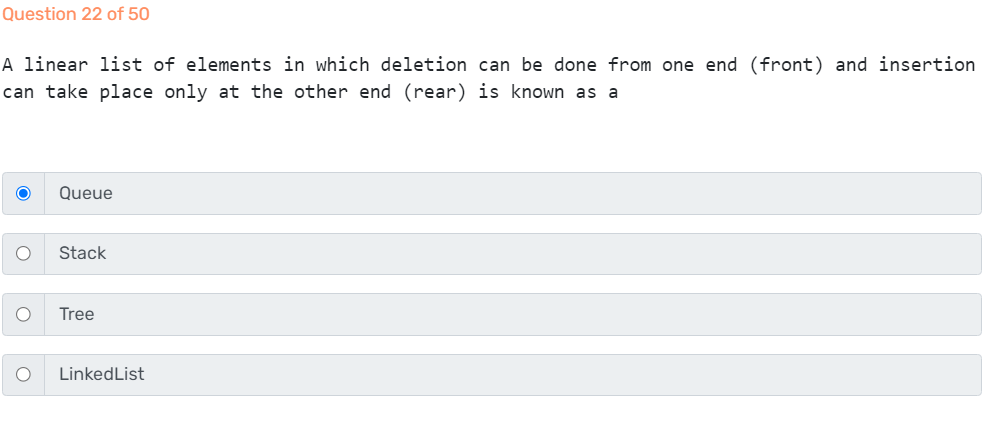 Question 22 of 50
A linear list of elements in which deletion can be done from one end (front) and insertion
can take place only at the other end (rear) is known as a
Queue
Stack
Tree
LinkedList